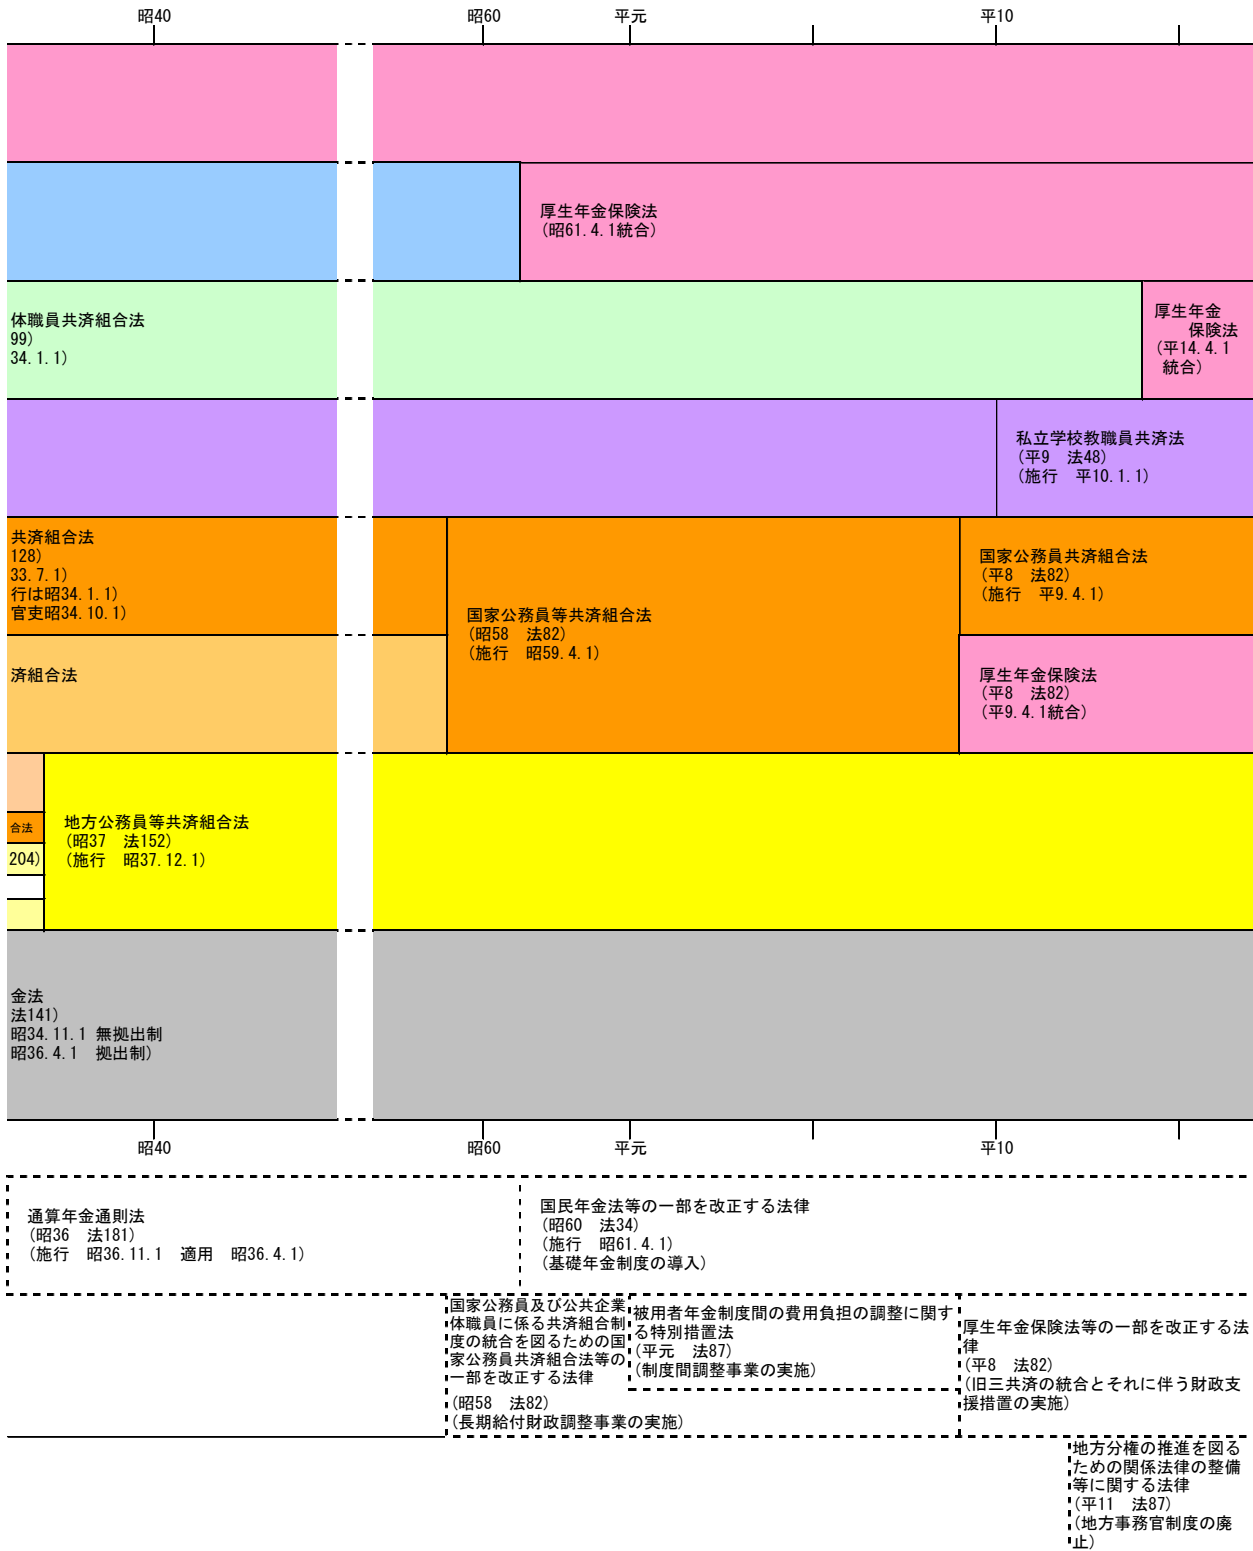 昭40
昭60
平元
平10
厚生年金保険法
(昭61.4.1統合)
体職員共済組合法
99)
34.1.1)
厚生年金
保険法
(平14.4.1
統合)
私立学校教職員共済法
(平9　法48)
(施行　平10.1.1)
共済組合法
128)
33.7.1)
行は昭34.1.1)
官吏昭34.10.1)
国家公務員等共済組合法
(昭58　法82)
(施行　昭59.4.1)
国家公務員共済組合法
(平8　法82)
(施行　平9.4.1)
済組合法
厚生年金保険法
(平8　法82)
(平9.4.1統合)
合法
204)
地方公務員等共済組合法
(昭37　法152)
(施行　昭37.12.1)
金法
法141)
昭34.11.1 無拠出制
昭36.4.1　拠出制)
昭40
昭60
平元
平10
通算年金通則法
(昭36　法181)
(施行　昭36.11.1　適用　昭36.4.1)
国民年金法等の一部を改正する法律
(昭60　法34)
(施行　昭61.4.1)
(基礎年金制度の導入)
国家公務員及び公共企業
体職員に係る共済組合制
度の統合を図るための国
家公務員共済組合法等の
一部を改正する法律
(昭58　法82)
(長期給付財政調整事業の実施)
被用者年金制度間の費用負担の調整に関す
る特別措置法
(平元　法87)
(制度間調整事業の実施)
厚生年金保険法等の一部を改正する法
律
(平8　法82)
(旧三共済の統合とそれに伴う財政支
援措置の実施)
地方分権の推進を図る
ための関係法律の整備
等に関する法律
(平11　法87)
(地方事務官制度の廃
止)